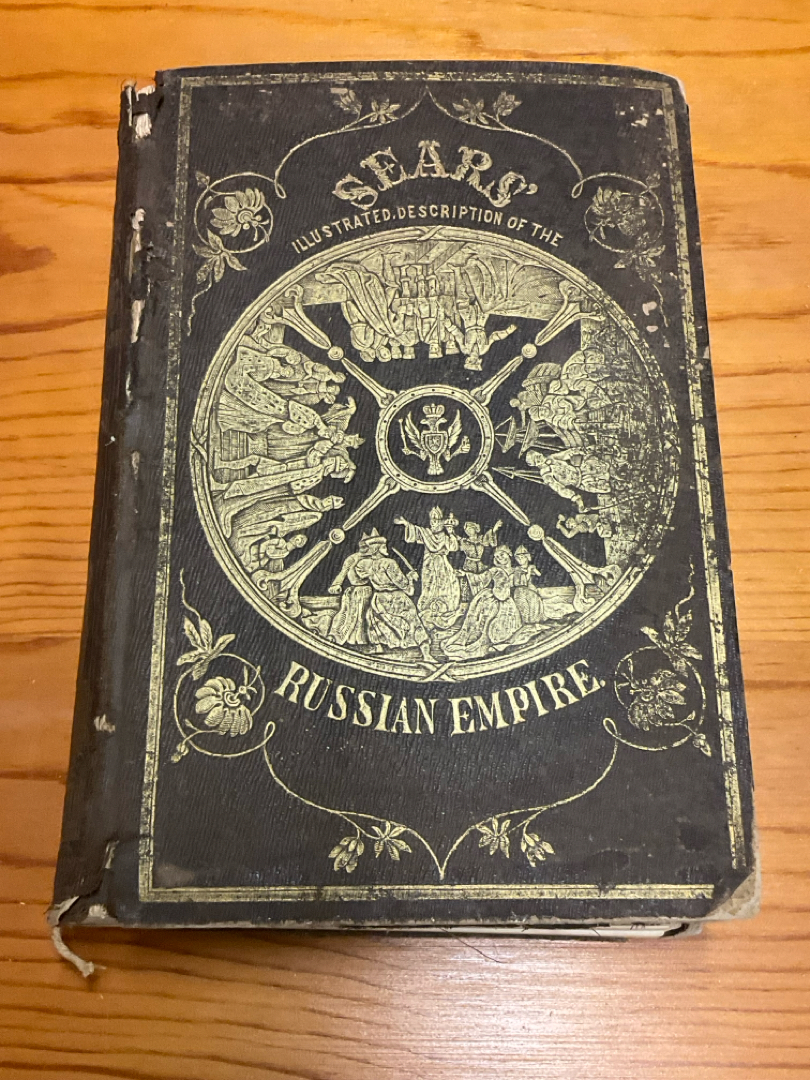 SEARS'
ILLUSTRATED, DESCRIPTION OF THE
RUSSIAN EMPIRE.